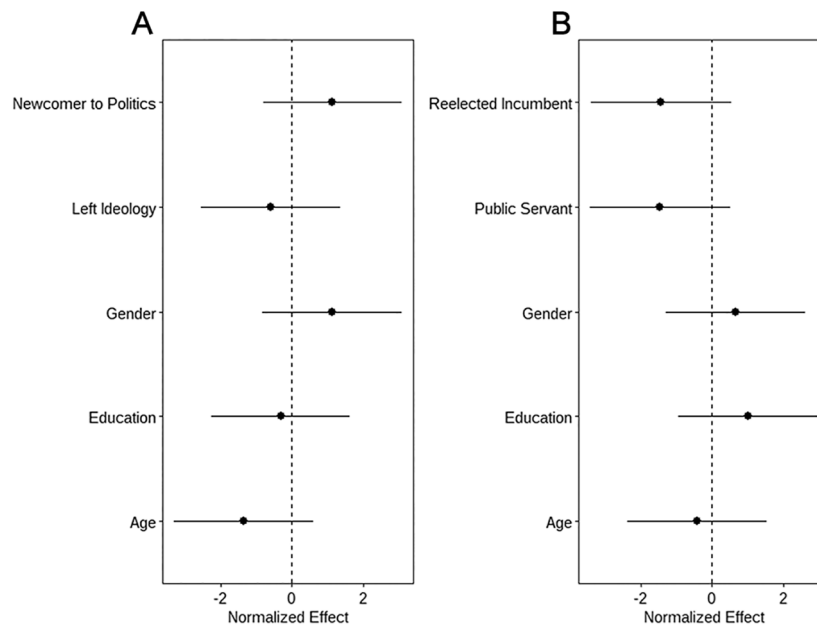 A
Newcomer to Politics
Left Ideology
Gender
Education
Age
-2 0 2
Normalized Effect
B
Reelected Incumbent
Public Servant
Gender
Education
Age
-2 0 2
Normalized Effect